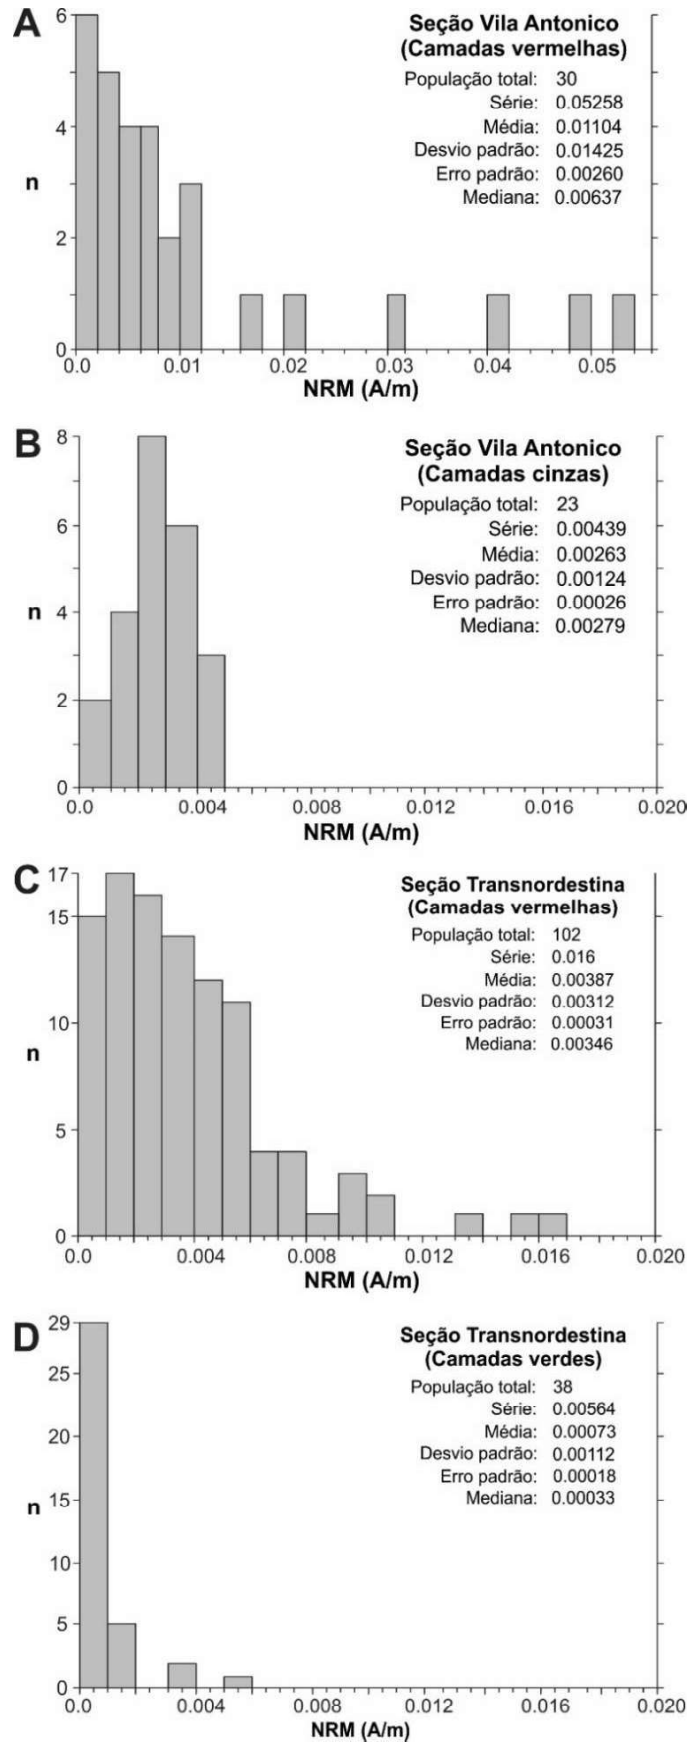 A
Seção Vila Antonico
(Camadas vermelhas)
População total: 30
Série: 0.05258
Média: 0.01104
Desvio padrão: 0.01425
Erro padrão: 0.00260
Mediana: 0.00637
6
4
n
2
0
0.0 0.01 0.02 0.03 0.04 0.05
NRM (A/m)
B
Seção Vila Antonico
(Camadas cinzas)
População total: 23
Série: 0.00439
Média: 0.00263
Desvio padrão: 0.00124
Erro padrão: 0.00026
Mediana: 0.00279
8
6
n
4
2
0
0.0 0.004 0.008 0.012 0.016 0.020
NRM (A/m)
C
Seção Transnordestina
(Camadas vermelhas)
População total: 102
Série: 0.016
Média: 0.00387
Desvio padrão: 0.00312
Erro padrão: 0.00031
Mediana: 0.00346
17
15
10
n
5
0
0.0 0.004 0.008 0.012 0.016 0.020
NRM (A/m)
D
Seção Transnordestina
(Camadas verdes)
População total: 38
Série: 0.00564
Média: 0.00073
Desvio padrão: 0.00112
Erro padrão: 0.00018
Mediana: 0.00033
29
25
20
15
n
10
5
0
0.0 0.004 0.008 0.012 0.016 0.020
NRM (A/m)